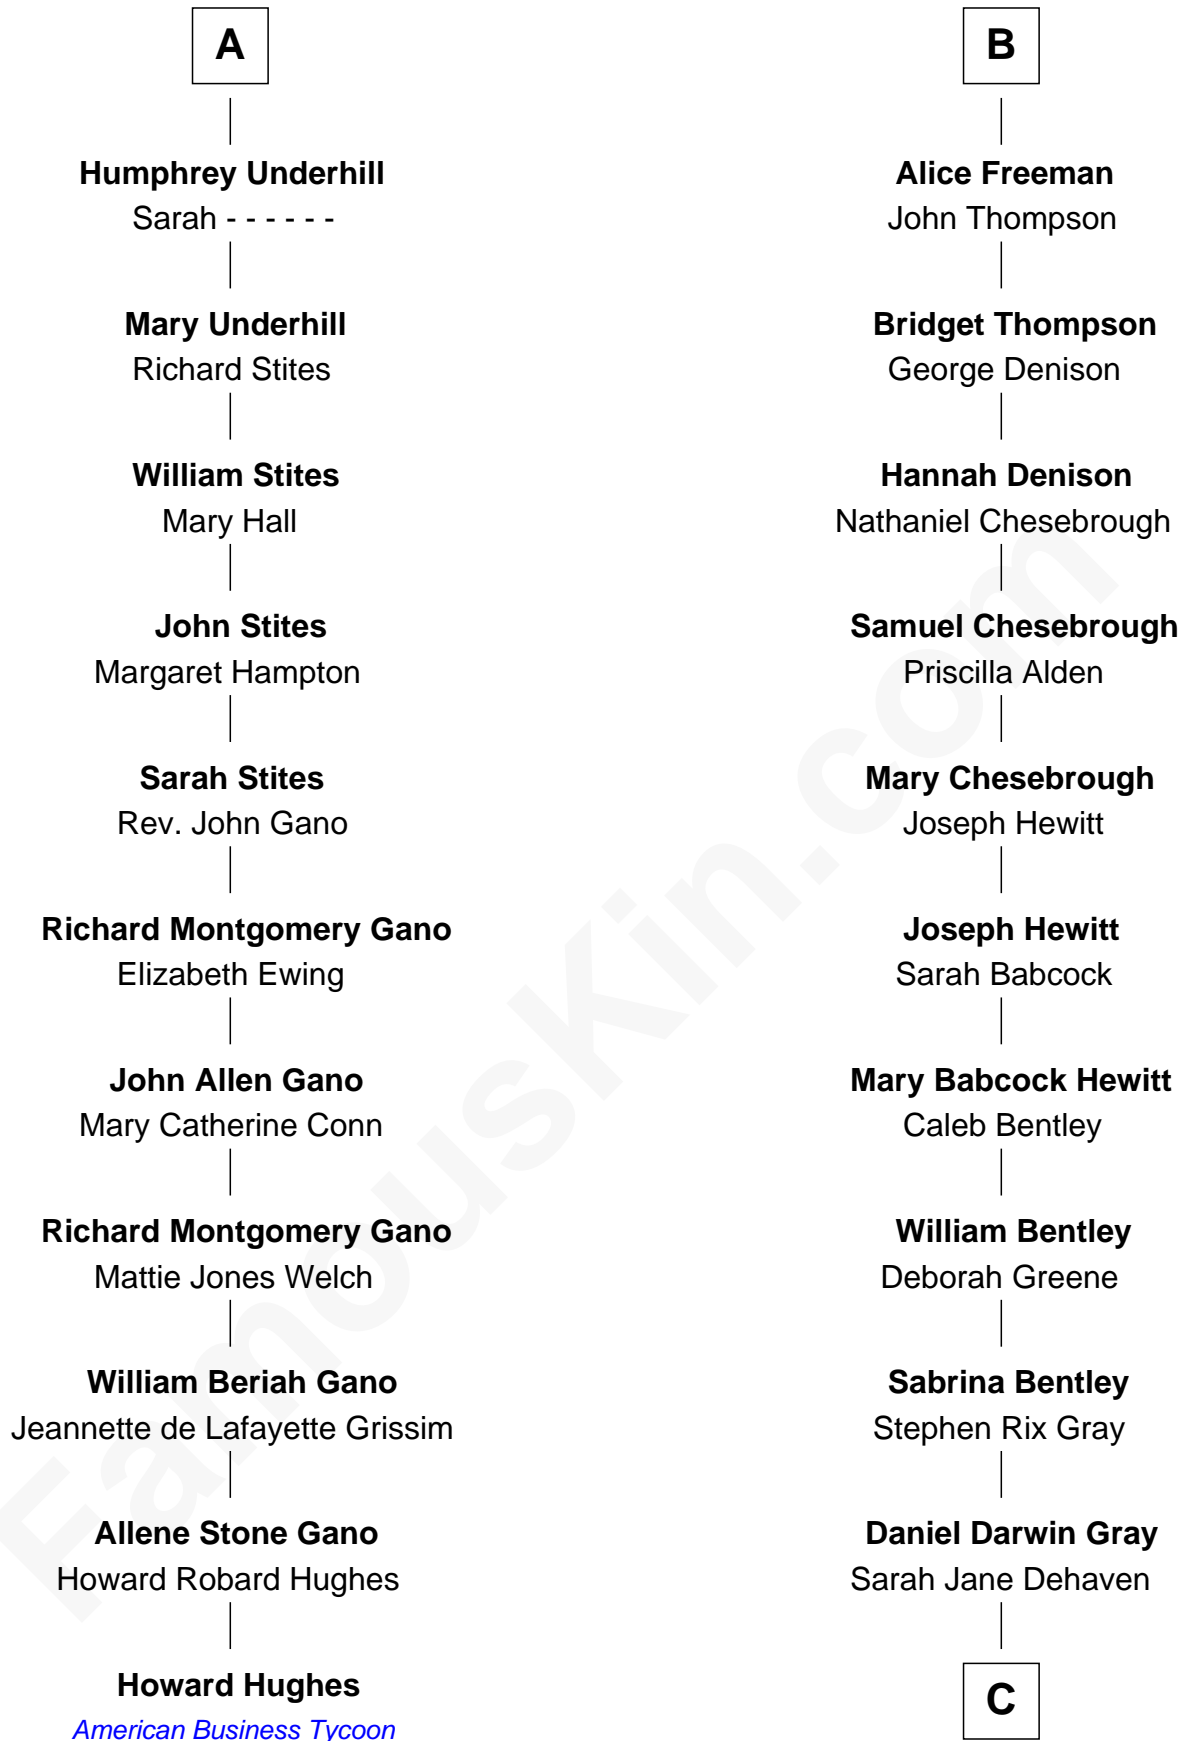 A
Humphrey Underhill
Sarah - - - - - -
Mary Underhill
Richard Stites
William Stites
Mary Hall
John Stites
Margaret Hampton
Sarah Stites
Rev. John Gano
Richard Montgomery Gano
Elizabeth Ewing
John Allen Gano
Mary Catherine Conn
Richard Montgomery Gano
Mattie Jones Welch
William Beriah Gano
Jeannette de Lafayette Grissim
Allene Stone Gano
Howard Robard Hughes
Howard Hughes
American Business Tycoon
B
Alice Freeman
John Thompson
Bridget Thompson
George Denison
Hannah Denison
Nathaniel Chesebrough
Samuel Chesebrough
Priscilla Alden
Mary Chesebrough
Joseph Hewitt
Joseph Hewitt
Sarah Babcock
Mary Babcock Hewitt
Caleb Bentley
William Bentley
Deborah Greene
Sabrina Bentley
Stephen Rix Gray
Daniel Darwin Gray
Sarah Jane Dehaven
C
FamousKin.com